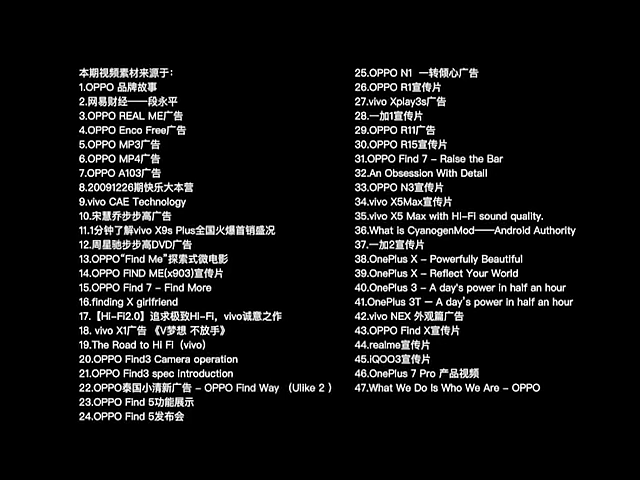 本期视频素材来源于：
1.OPPO 品牌故事
2.网易财经——段永平
3.OPPO REAL ME广告
4.OPPO Enco Free广告
5.OPPO MP3广告
6.OPPO MP4广告
7.OPPO A103广告
8.20091226期快乐大本营
9.vivo CAE Technology
10.宋慧乔步步高广告
11.1分钟了解vivo X9s Plus全国火爆首销盛况
12.周星驰步步高DVD广告
13.OPPO“Find Me”探索式微电影
14.OPPO FIND ME(x903)宣传片
15.OPPO Find 7 - Find More
16.finding X girlfriend
17.【Hi-Fi2.0】追求极致Hi-Fi，vivo诚意之作
18. vivo X1广告 《V梦想 不放手》
19.The Road to Hi Fi（vivo）
20.OPPO Find3 Camera operation
21.OPPO Find3 spec introduction
22.OPPO泰国小清新广告 - OPPO Find Way （Ulike 2 ）
23.OPPO Find 5功能展示
24.OPPO Find 5发布会
25.OPPO N1 一转倾心广告
26.OPPO R1宣传片
27.vivo Xplay3s广告
28.一加1宣传片
29.OPPO R11广告
30.OPPO R15宣传片
31.OPPO Find 7 - Raise the Bar
32.An Obsession With Detail
33.OPPO N3宣传片
34.vivo X5Max宣传片
35.vivo X5 Max with Hi-Fi sound quality.
36.What is CyanogenMod——Android Authority
37.一加2宣传片
38.OnePlus X - Powerfully Beautiful
39.OnePlus X - Reflect Your World
40.OnePlus 3 - A day's power in half an hour
41.OnePlus 3T — A day’s power in half an hour
42.vivo NEX 外观篇广告
43.OPPO Find X宣传片
44.realme宣传片
45.iQOO3宣传片
46.OnePlus 7 Pro 产品视频
47.What We Do Is Who We Are - OPPO